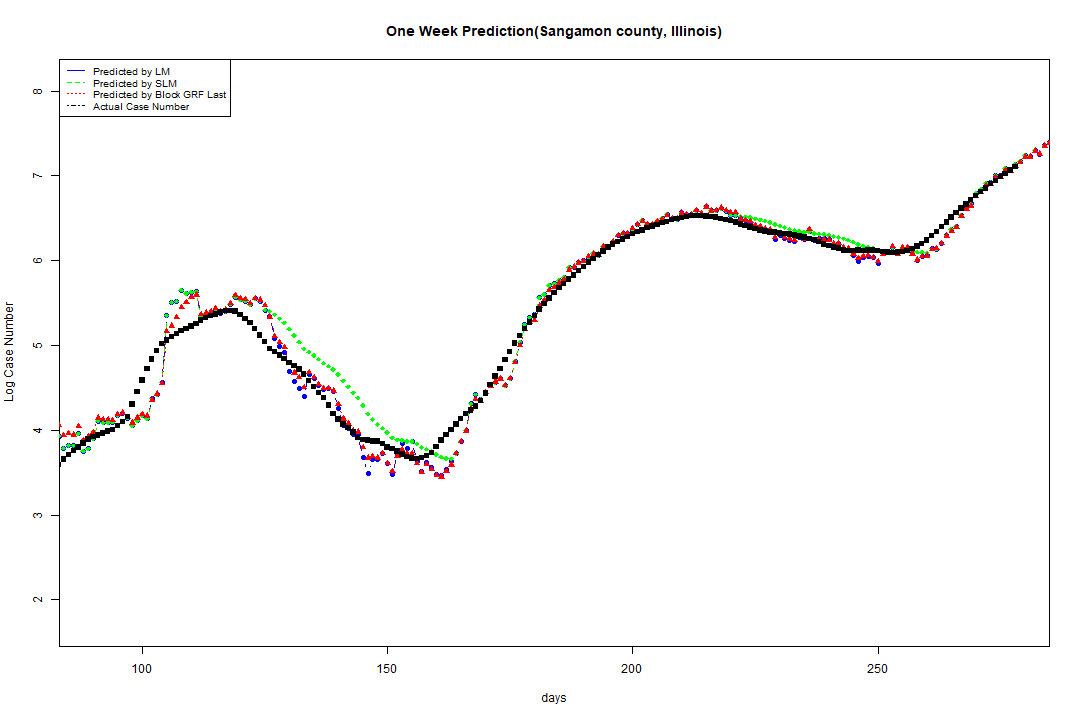 One Week Prediction(Sangamon county, Illinois)
Predicted by LM
Predicted by SLM
Predicted by Block GRF Last
Actual Case Number
8
7
6
5
4
3
2
Log Case Number
100 150 200 250
days